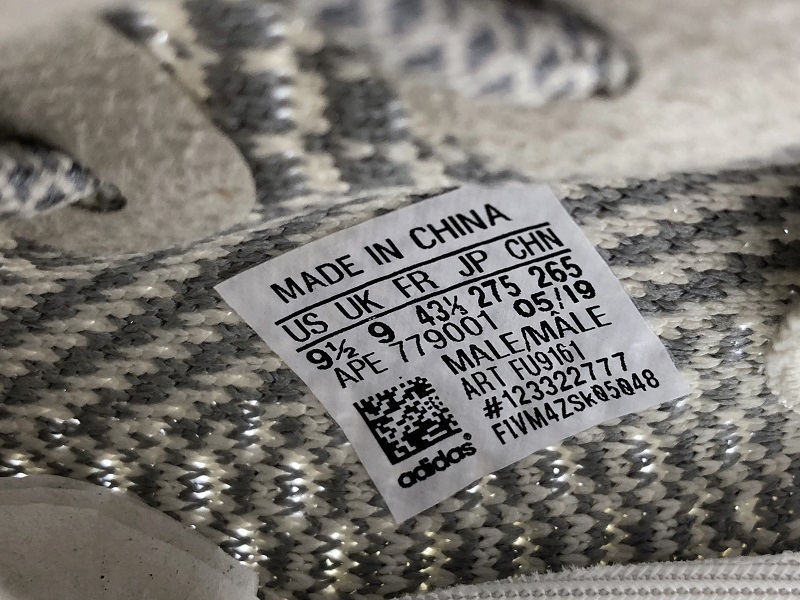 MADE IN CHINA
US UK FR JP CHN
9½ 9 43⅓ 275 265
APE 779001 05/19
MALE/MÂLE
ART FU9161
#123322777
FIVM4ZSkQ5Q48
adidas®